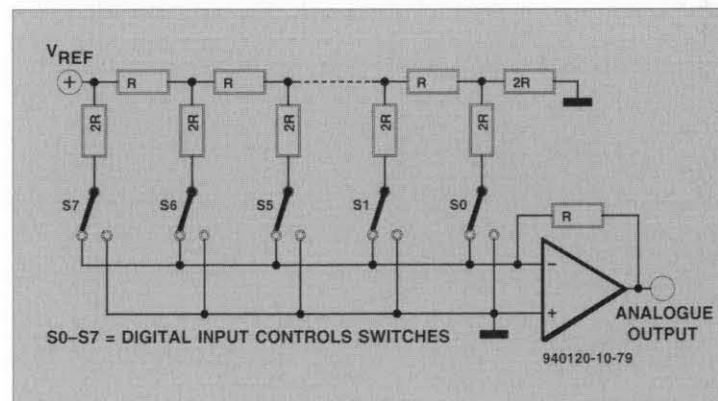 VREF
R
R
R
2R
2R
2R
2R
2R
2R
S7
S6
S5
S1
S0
R
ANALOGUE
OUTPUT
S0–S7 = DIGITAL INPUT CONTROLS SWITCHES
940120-10-79